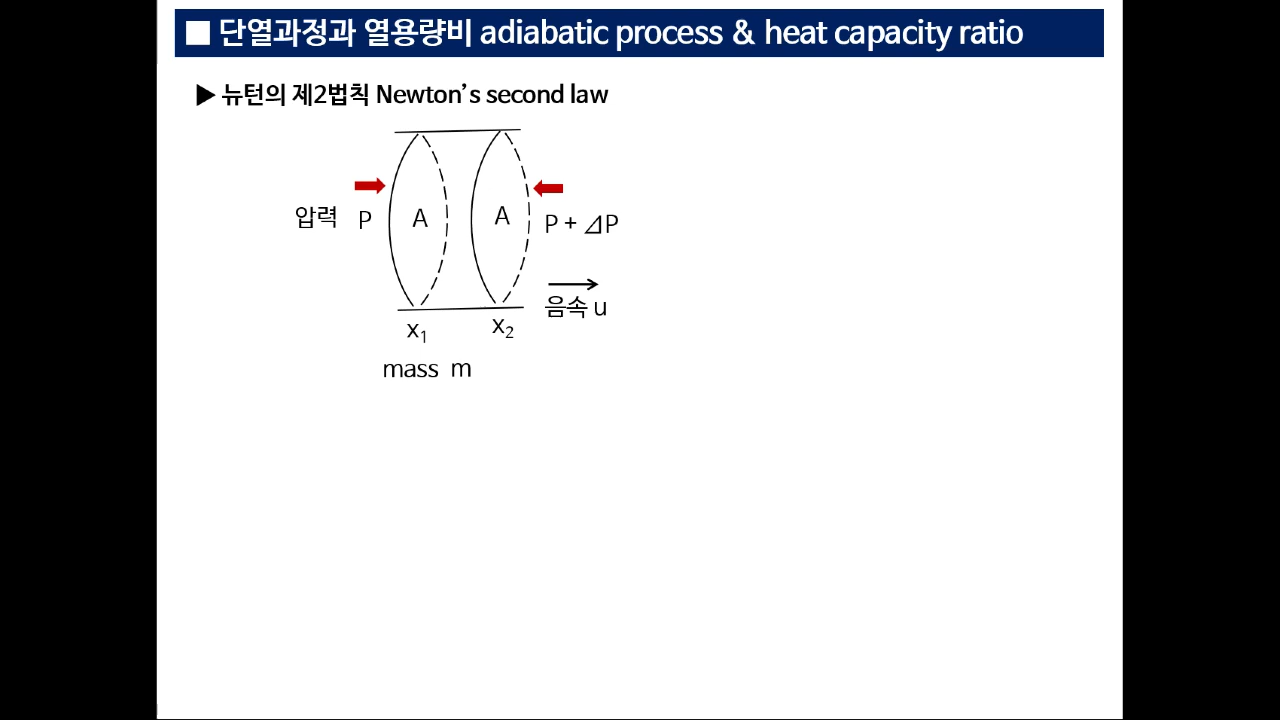 ■ 단열과정과 열용량비 adiabatic process & heat capacity ratio
▶ 뉴턴의 제2법칙 Newton's second law
압력 P A A P + ⊿P
음속 u
x₁ x₂
mass m